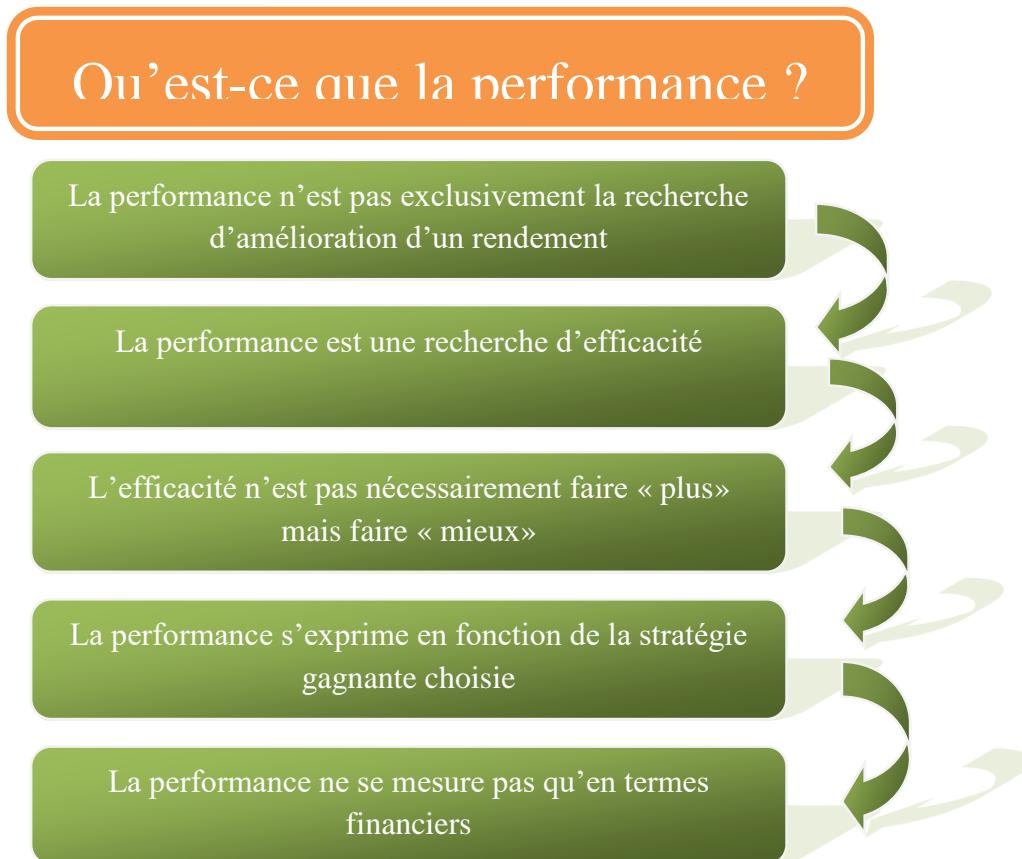 Qu’est-ce que la performance ?
La performance n’est pas exclusivement la recherche
d’amélioration d’un rendement
La performance est une recherche d’efficacité
L’efficacité n’est pas nécessairement faire « plus»
mais faire « mieux»
La performance s’exprime en fonction de la stratégie
gagnante choisie
La performance ne se mesure pas qu’en termes
financiers